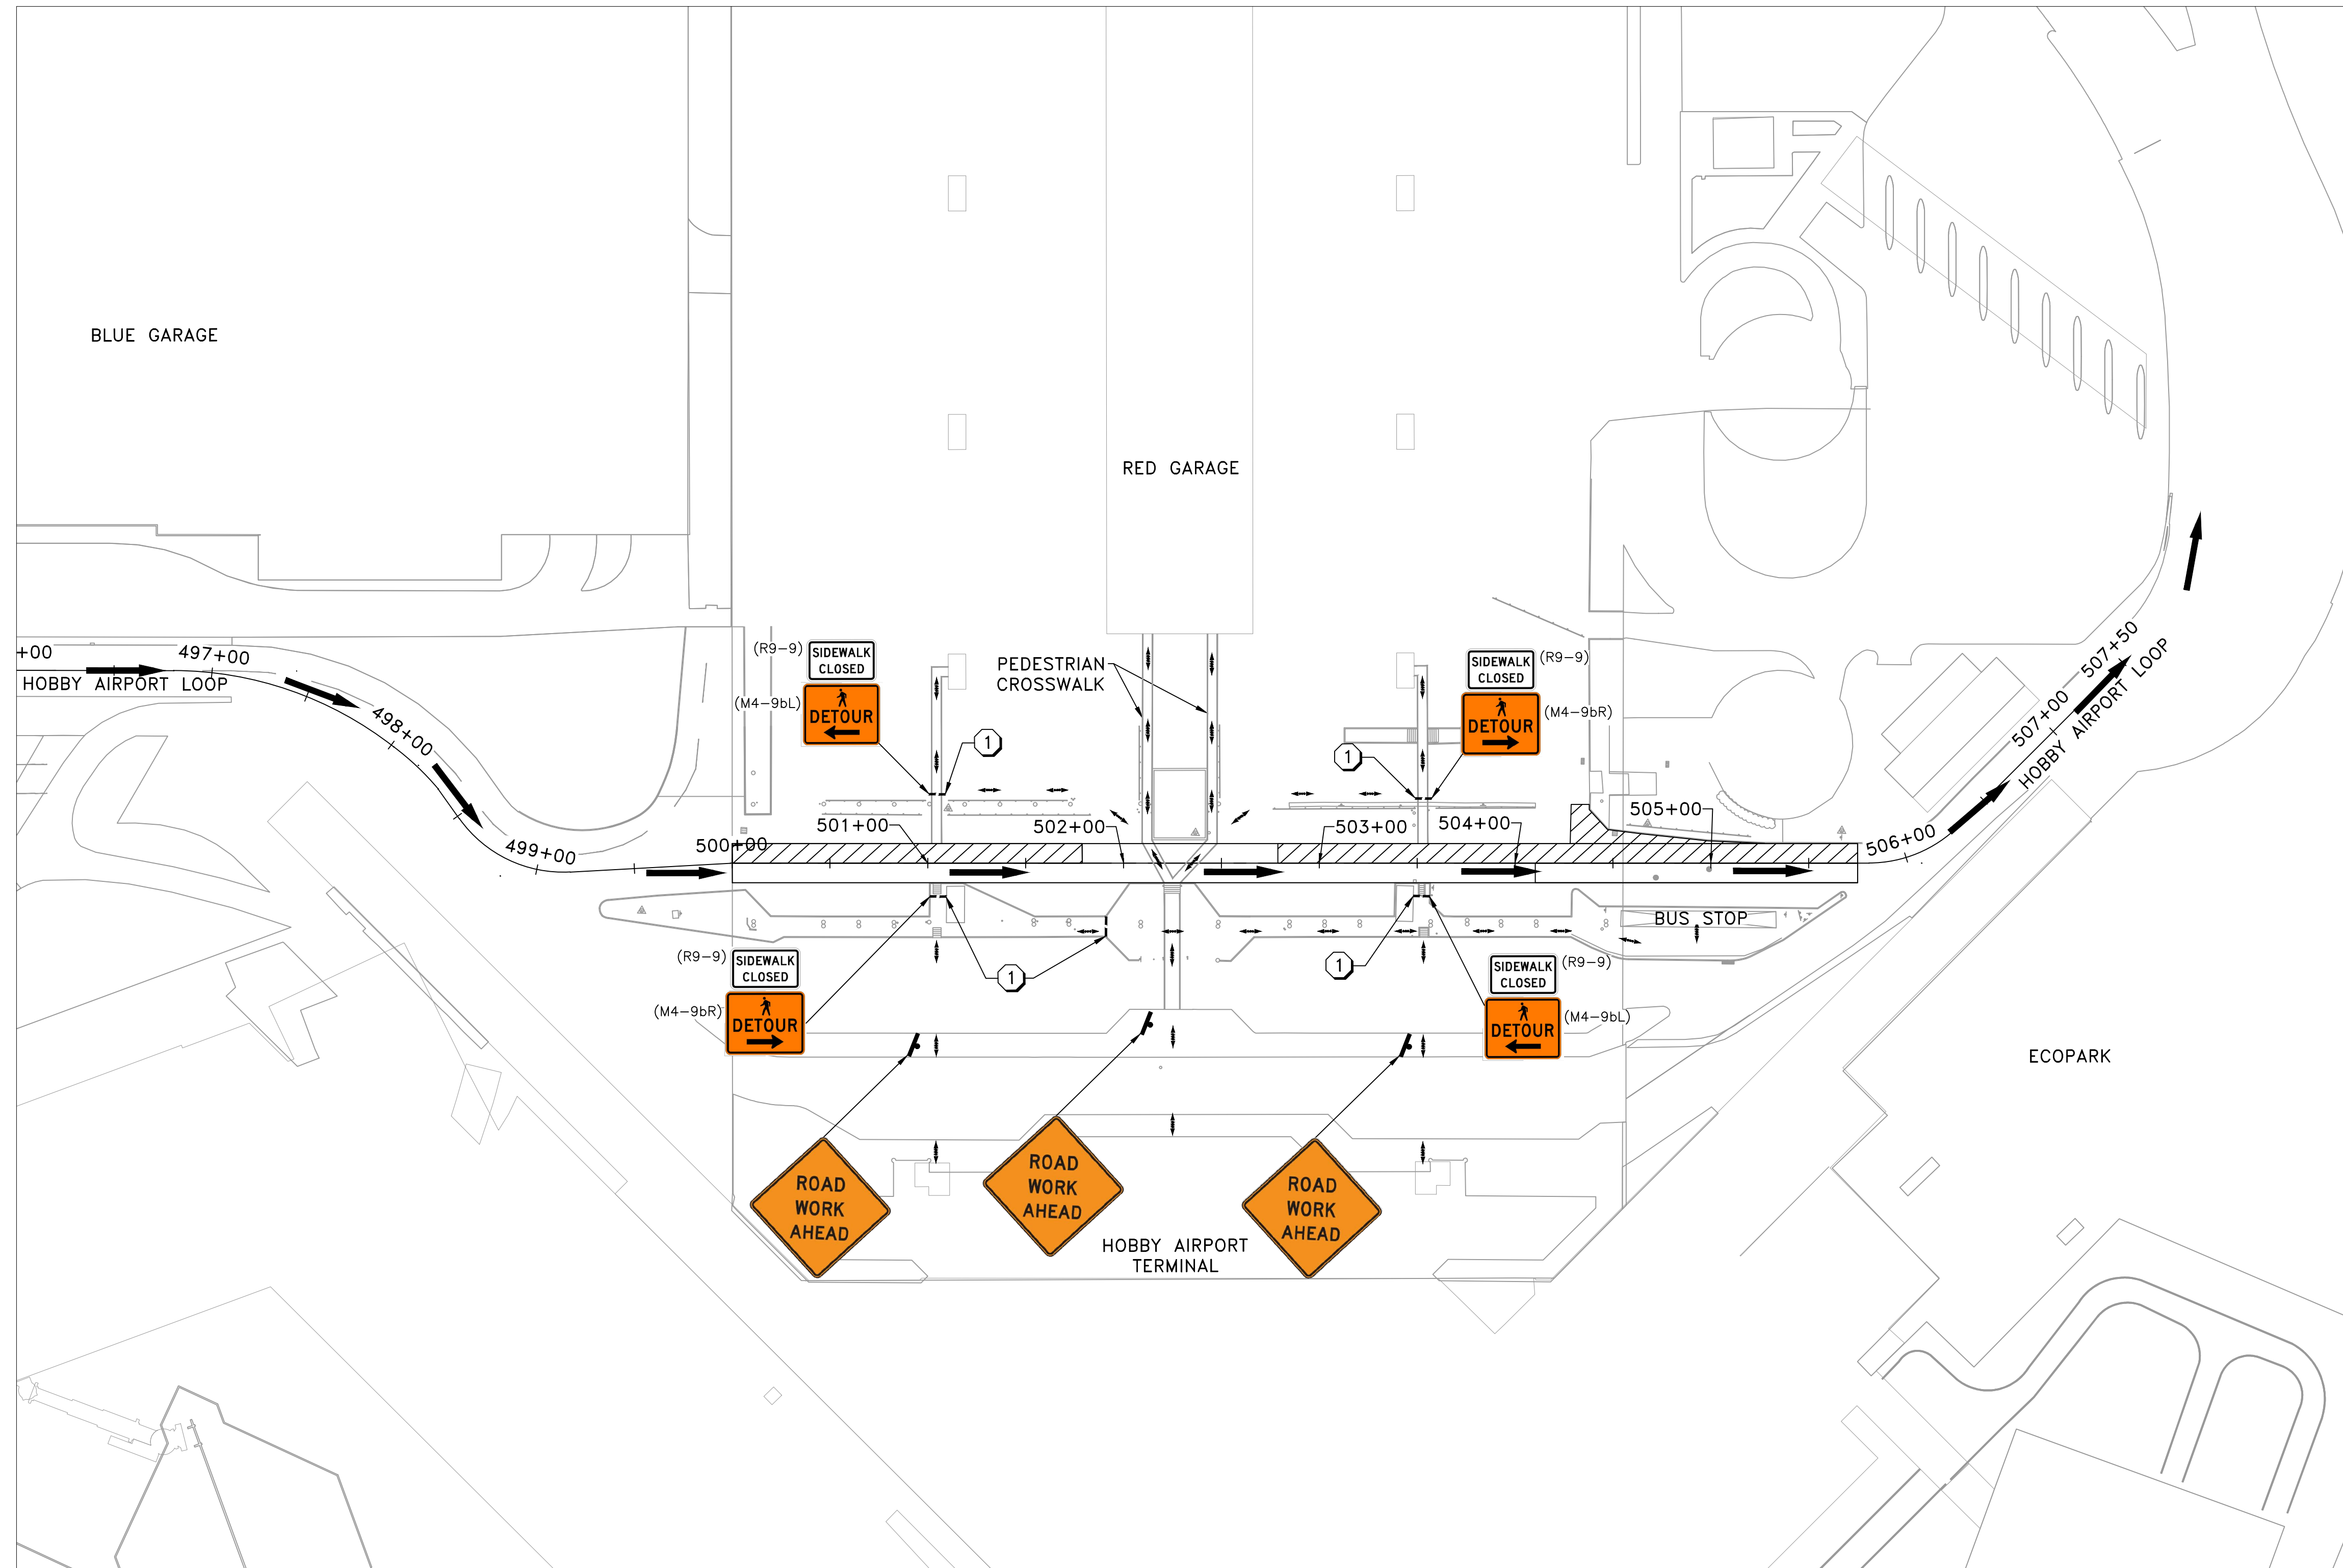 BLUE GARAGE
RED GARAGE
+00
497+00
HOBBY AIRPORT LOOP
498+00
499+00
500+00
(R9-9)
SIDEWALK
CLOSED
(M4-9bL)
DETOUR
1
PEDESTRIAN
CROSSWALK
1
SIDEWALK
CLOSED
(R9-9)
DETOUR
(M4-9bR)
501+00
502+00
503+00
504+00
505+00
506+00
507+00
507+50
HOBBY AIRPORT LOOP
BUS STOP
(R9-9)
SIDEWALK
CLOSED
(M4-9bR)
DETOUR
1
1
SIDEWALK
CLOSED
(R9-9)
DETOUR
(M4-9bL)
ECOPARK
ROAD
WORK
AHEAD
ROAD
WORK
AHEAD
ROAD
WORK
AHEAD
HOBBY AIRPORT
TERMINAL